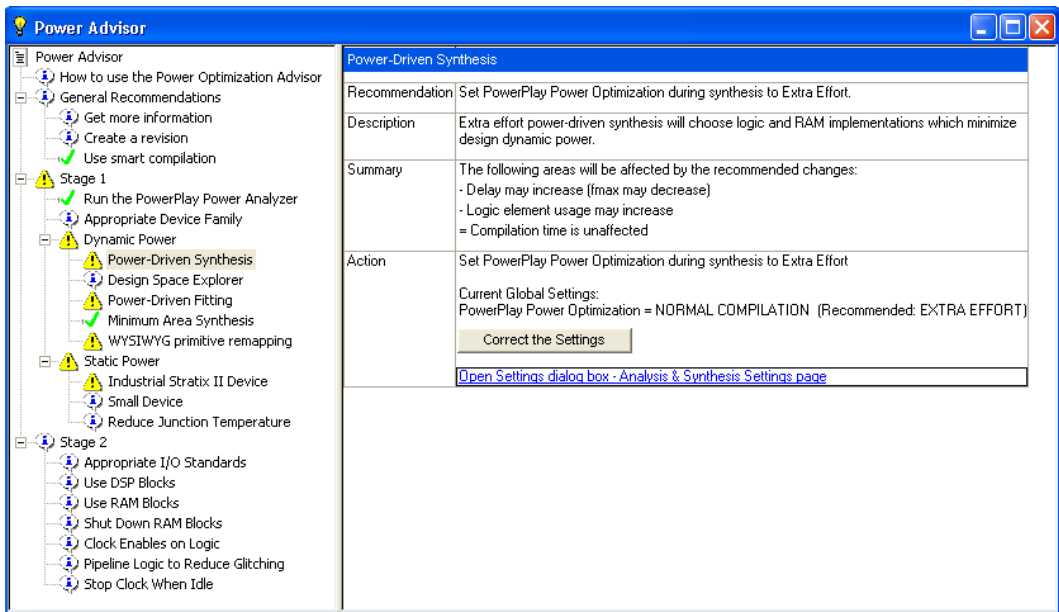 Power Advisor
Power Advisor
How to use the Power Optimization Advisor
General Recommendations
Get more information
Create a revision
Use smart compilation
Stage 1
Run the PowerPlay Power Analyzer
Appropriate Device Family
Dynamic Power
Power-Driven Synthesis
Design Space Explorer
Power-Driven Fitting
Minimum Area Synthesis
WYSIWYG primitive remapping
Static Power
Industrial Stratix II Device
Small Device
Reduce Junction Temperature
Stage 2
Appropriate I/O Standards
Use DSP Blocks
Use RAM Blocks
Shut Down RAM Blocks
Clock Enables on Logic
Pipeline Logic to Reduce Glitching
Stop Clock When Idle
Power-Driven Synthesis
Recommendation Set PowerPlay Power Optimization during synthesis to Extra Effort.
Description Extra effort power-driven synthesis will choose logic and RAM implementations which minimize
design dynamic power.
Summary The following areas will be affected by the recommended changes:
- Delay may increase (fmax may decrease)
- Logic element usage may increase
= Compilation time is unaffected
Action Set PowerPlay Power Optimization during synthesis to Extra Effort
Current Global Settings:
PowerPlay Power Optimization = NORMAL COMPILATION (Recommended: EXTRA EFFORT)
Correct the Settings
Open Settings dialog box - Analysis & Synthesis Settings page